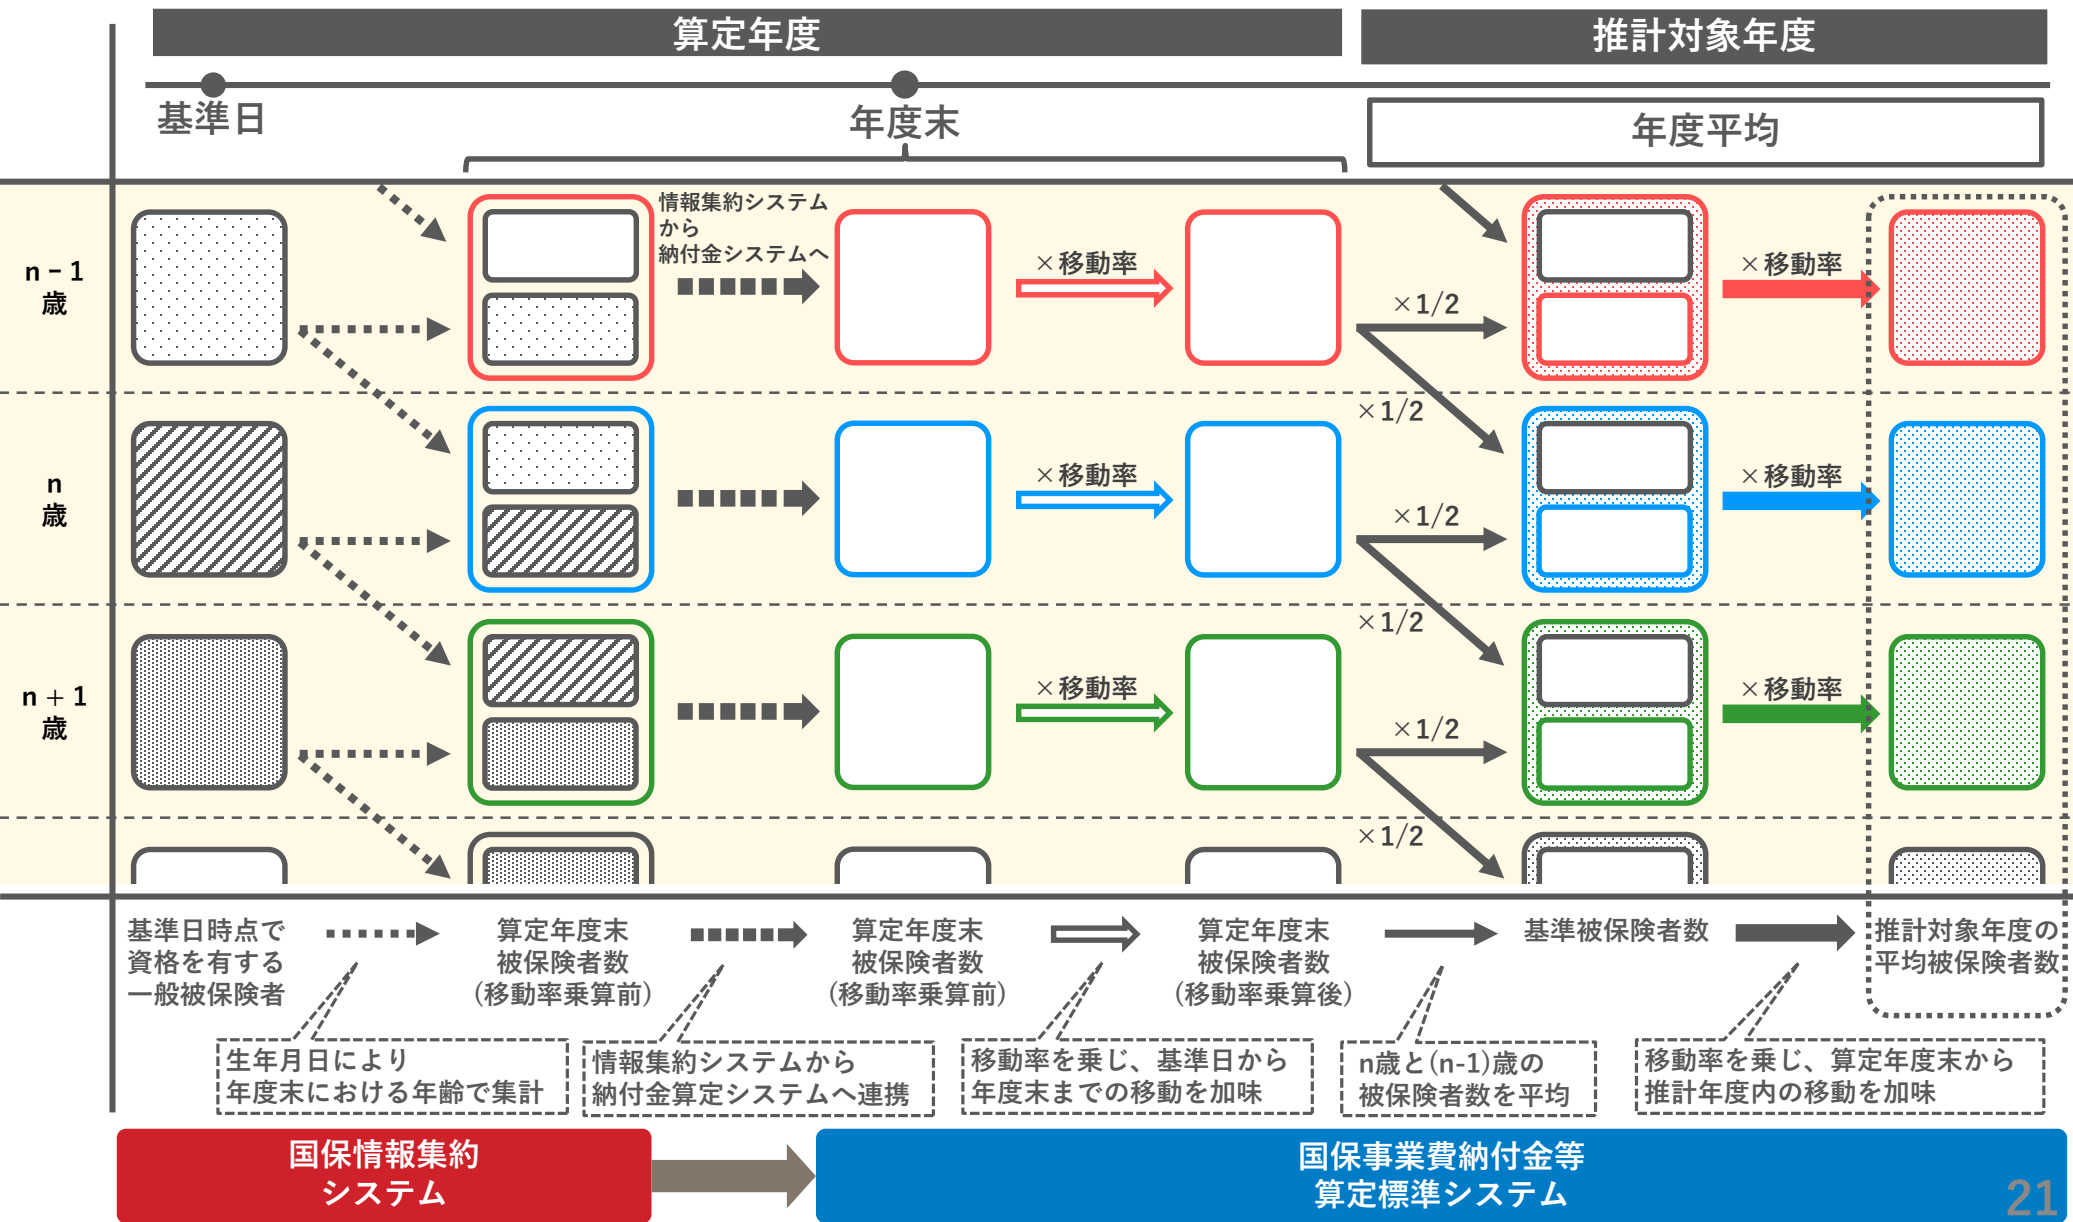 算定年度
推計対象年度
基準日
年度末
年度平均
n－1
歳
情報集約システム
から
納付金システムへ
×移動率
×1/2
×移動率
×1/2
n
歳
×移動率
×1/2
×移動率
×1/2
n＋1
歳
×移動率
×1/2
×移動率
×1/2
基準日時点で
資格を有する
一般被保険者
算定年度末
被保険者数
(移動率乗算前)
算定年度末
被保険者数
(移動率乗算前)
算定年度末
被保険者数
(移動率乗算後)
基準被保険者数
推計対象年度の
平均被保険者数
生年月日により
年度末における年齢で集計
情報集約システムから
納付金算定システムへ連携
移動率を乗じ、基準日から
年度末までの移動を加味
n歳と(n-1)歳の
被保険者数を平均
移動率を乗じ、算定年度末から
推計年度内の移動を加味
国保情報集約
システム
国保事業費納付金等
算定標準システム
21